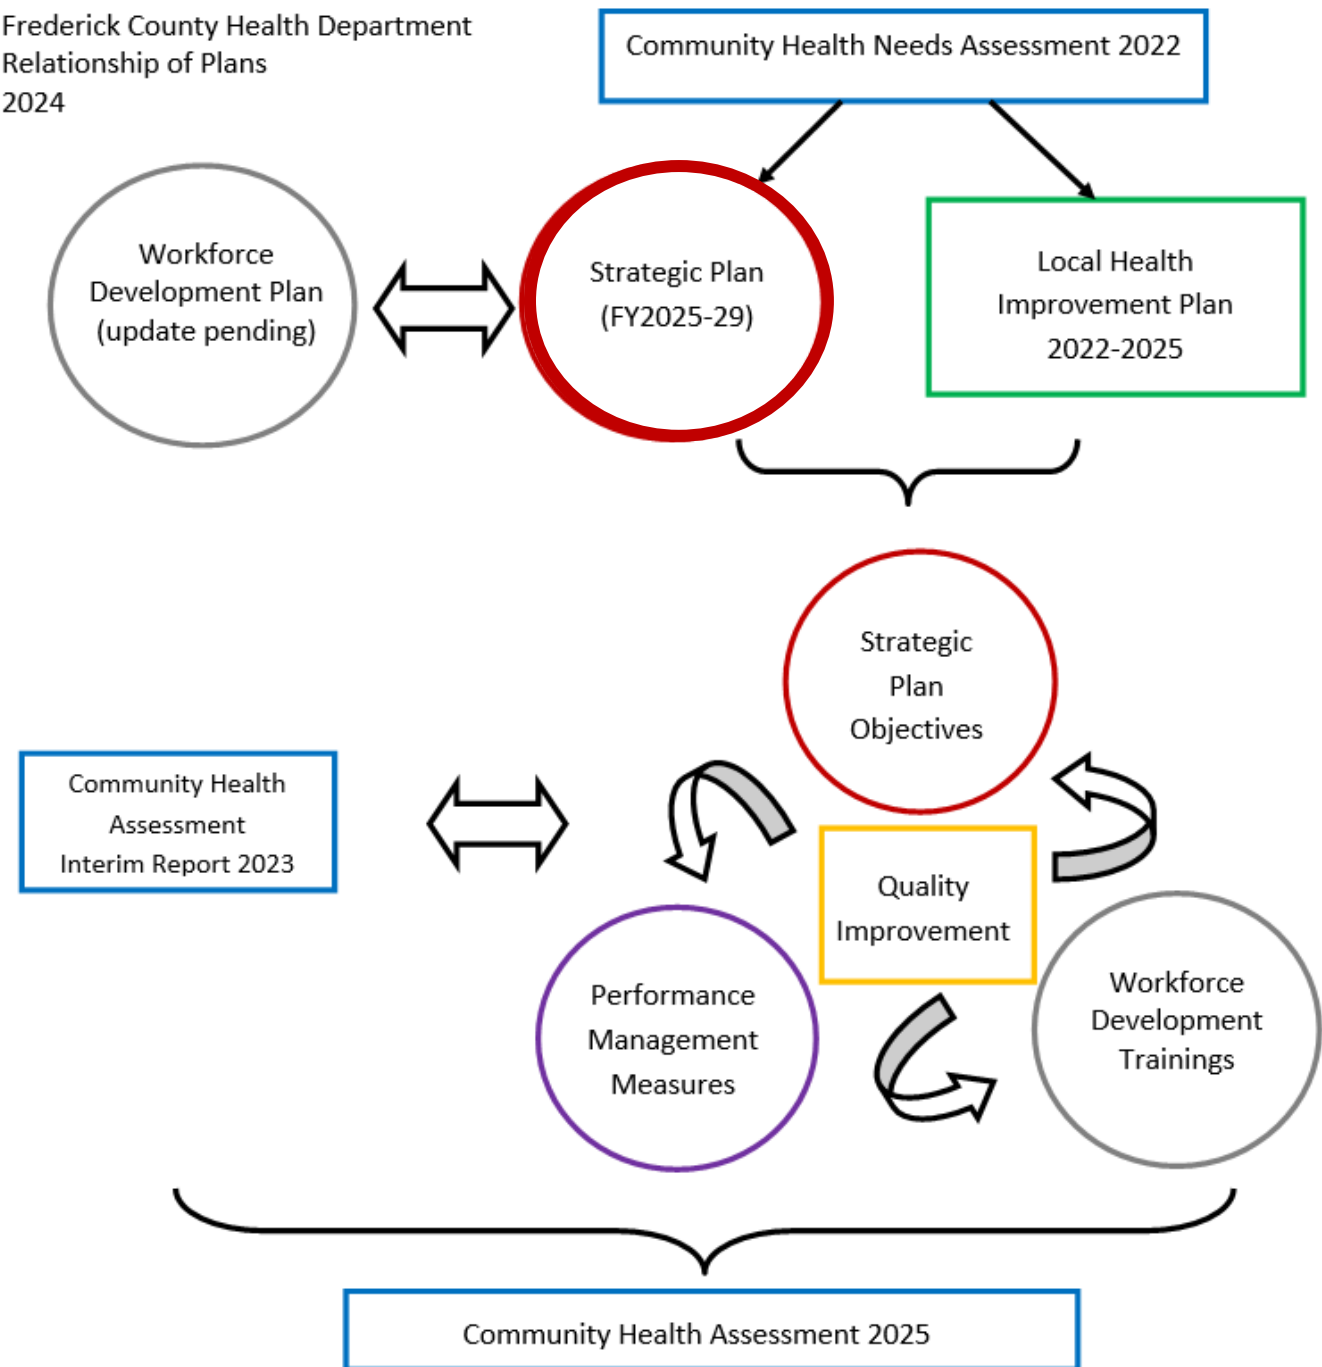 Frederick County Health Department
Relationship of Plans
2024
Community Health Needs Assessment 2022
Workforce
Development Plan
(update pending)
Strategic Plan
(FY2025-29)
Local Health
Improvement Plan
2022-2025
Strategic
Plan
Objectives
Community Health
Assessment
Interim Report 2023
Quality
Improvement
Performance
Management
Measures
Workforce
Development
Trainings
Community Health Assessment 2025